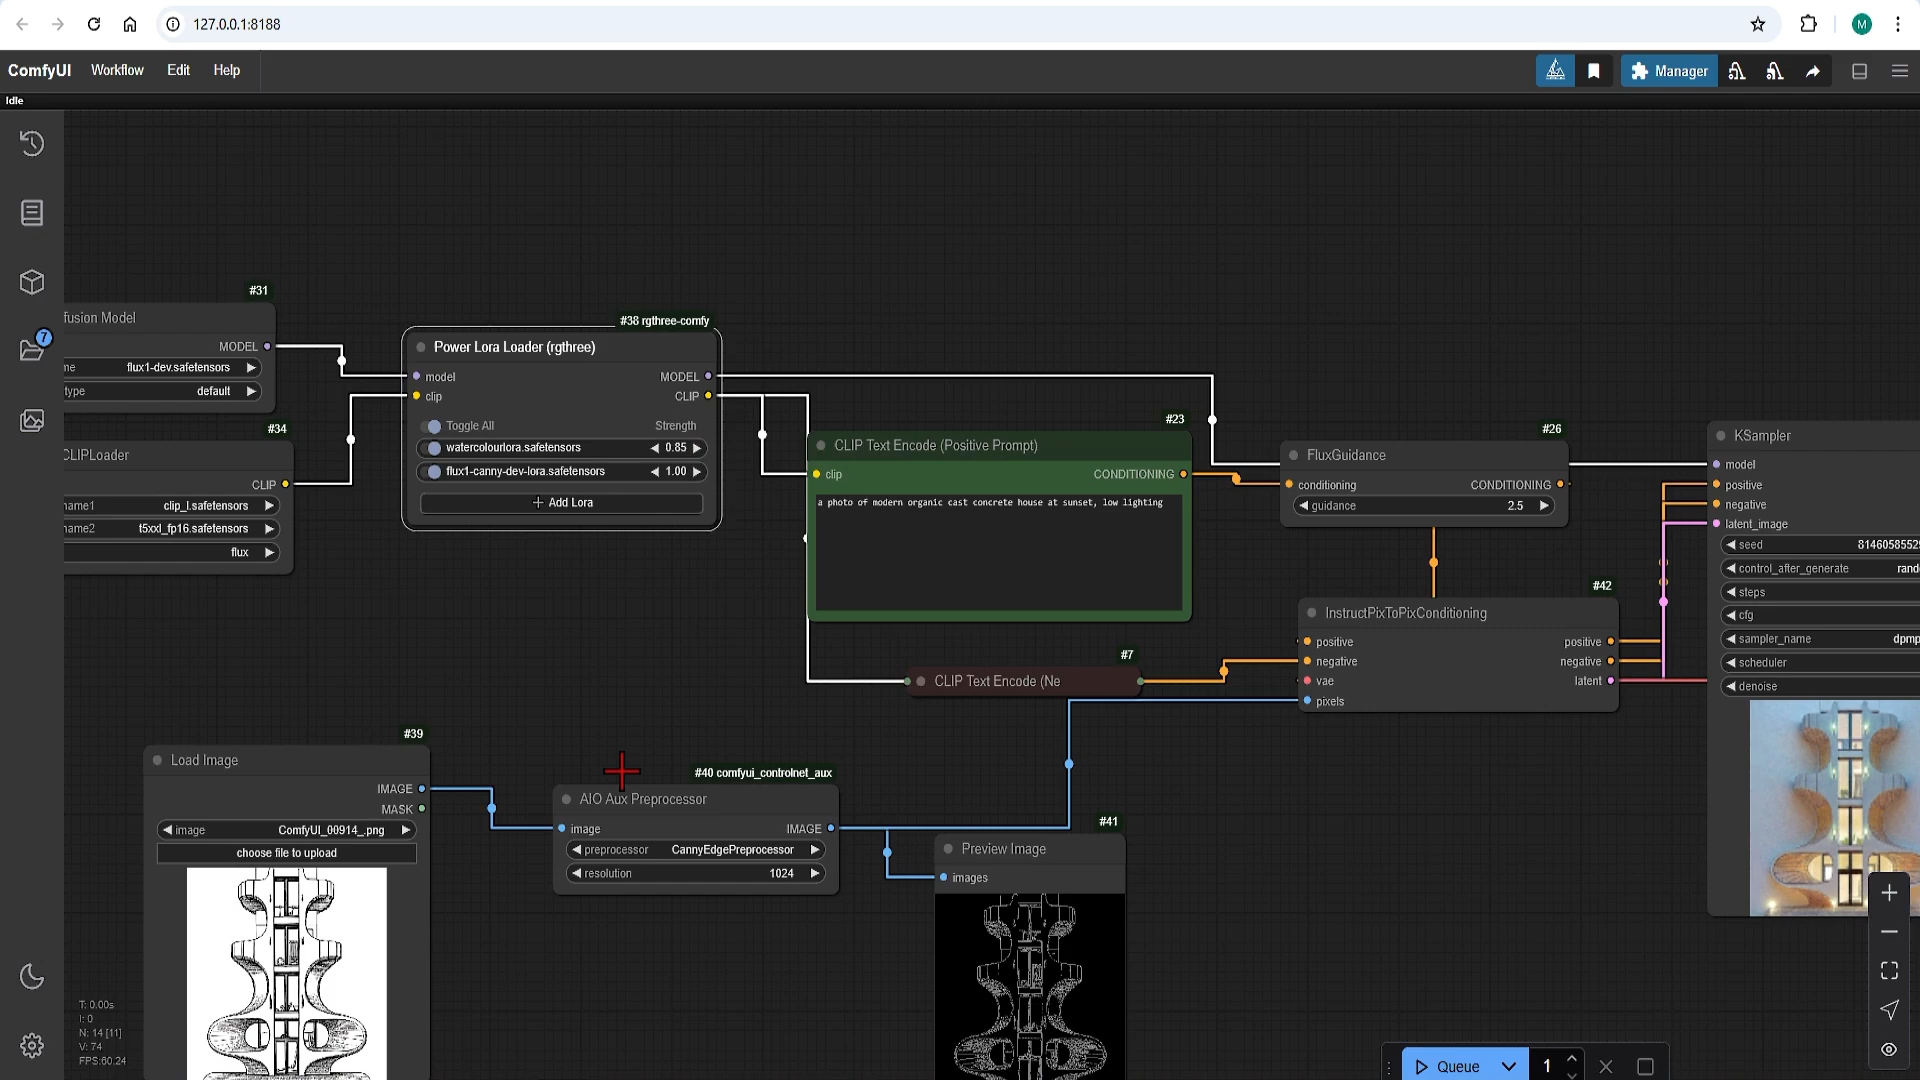 127.0.0.1:8188
M
ComfyUI Workflow Edit Help
Manager
Idle
7
#31
fusion Model
MODEL
me flux1-dev.safetensors
type default
#34
CLIPLoader
CLIP
name1 clip_l.safetensors
name2 t5xxl_fp16.safetensors
flux
#38 rgthree-comfy
Power Lora Loader (rgthree)
model MODEL
clip CLIP
Toggle All Strength
watercolourlora.safetensors 0.85
flux1-canny-dev-lora.safetensors 1.00
+ Add Lora
#23
CLIP Text Encode (Positive Prompt)
clip CONDITIONING
a photo of modern organic cast concrete house at sunset, low lighting
#26
FluxGuidance
conditioning CONDITIONING
guidance 2.5
#7
CLIP Text Encode (Ne
#42
InstructPixToPixConditioning
positive positive
negative negative
vae latent
pixels
KSampler
model
positive
negative
latent_image
seed 8146058552
control_after_generate rand
steps
cfg
sampler_name dpmp
scheduler
denoise
#39
Load Image
IMAGE
MASK
image ComfyUI_00914_.png
choose file to upload
#40 comfyui_controlnet_aux
AIO Aux Preprocessor
image IMAGE
preprocessor CannyEdgePreprocessor
resolution 1024
#41
Preview Image
images
T: 0.00s
I: 0
N: 14 [11]
V: 74
FPS:60.24
Queue 1